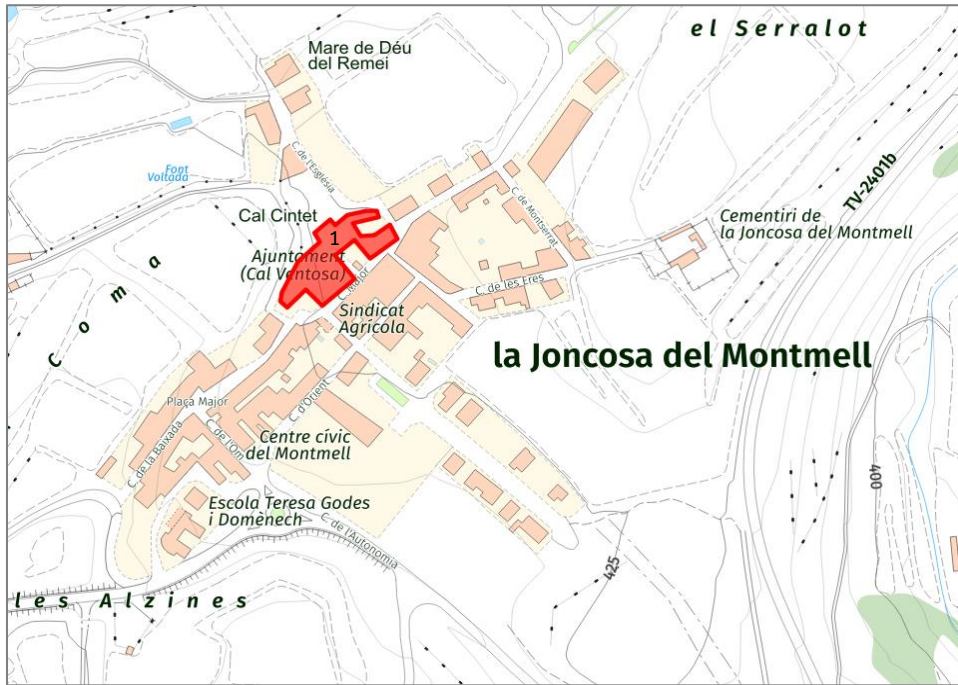 el Serralot
Mare de Déu
del Remei
TV-2401b
Font
Voltada
C. de l'Església
C. de Montserrat
Cal Cintet
Cementiri de
la Joncosa del Montmell
1
Ajuntament
(Cal Ventosa)
C. Major
C. de les Eres
Sindicat
Agrícola
Coma
la Joncosa del Montmell
Plaça Major
C. d'Orient
C. de la Baixada
C. de l'Om
Centre cívic
del Montmell
400
Escola Teresa Godes
i Domènech
C. de l'Autonomia
425
les Alzines